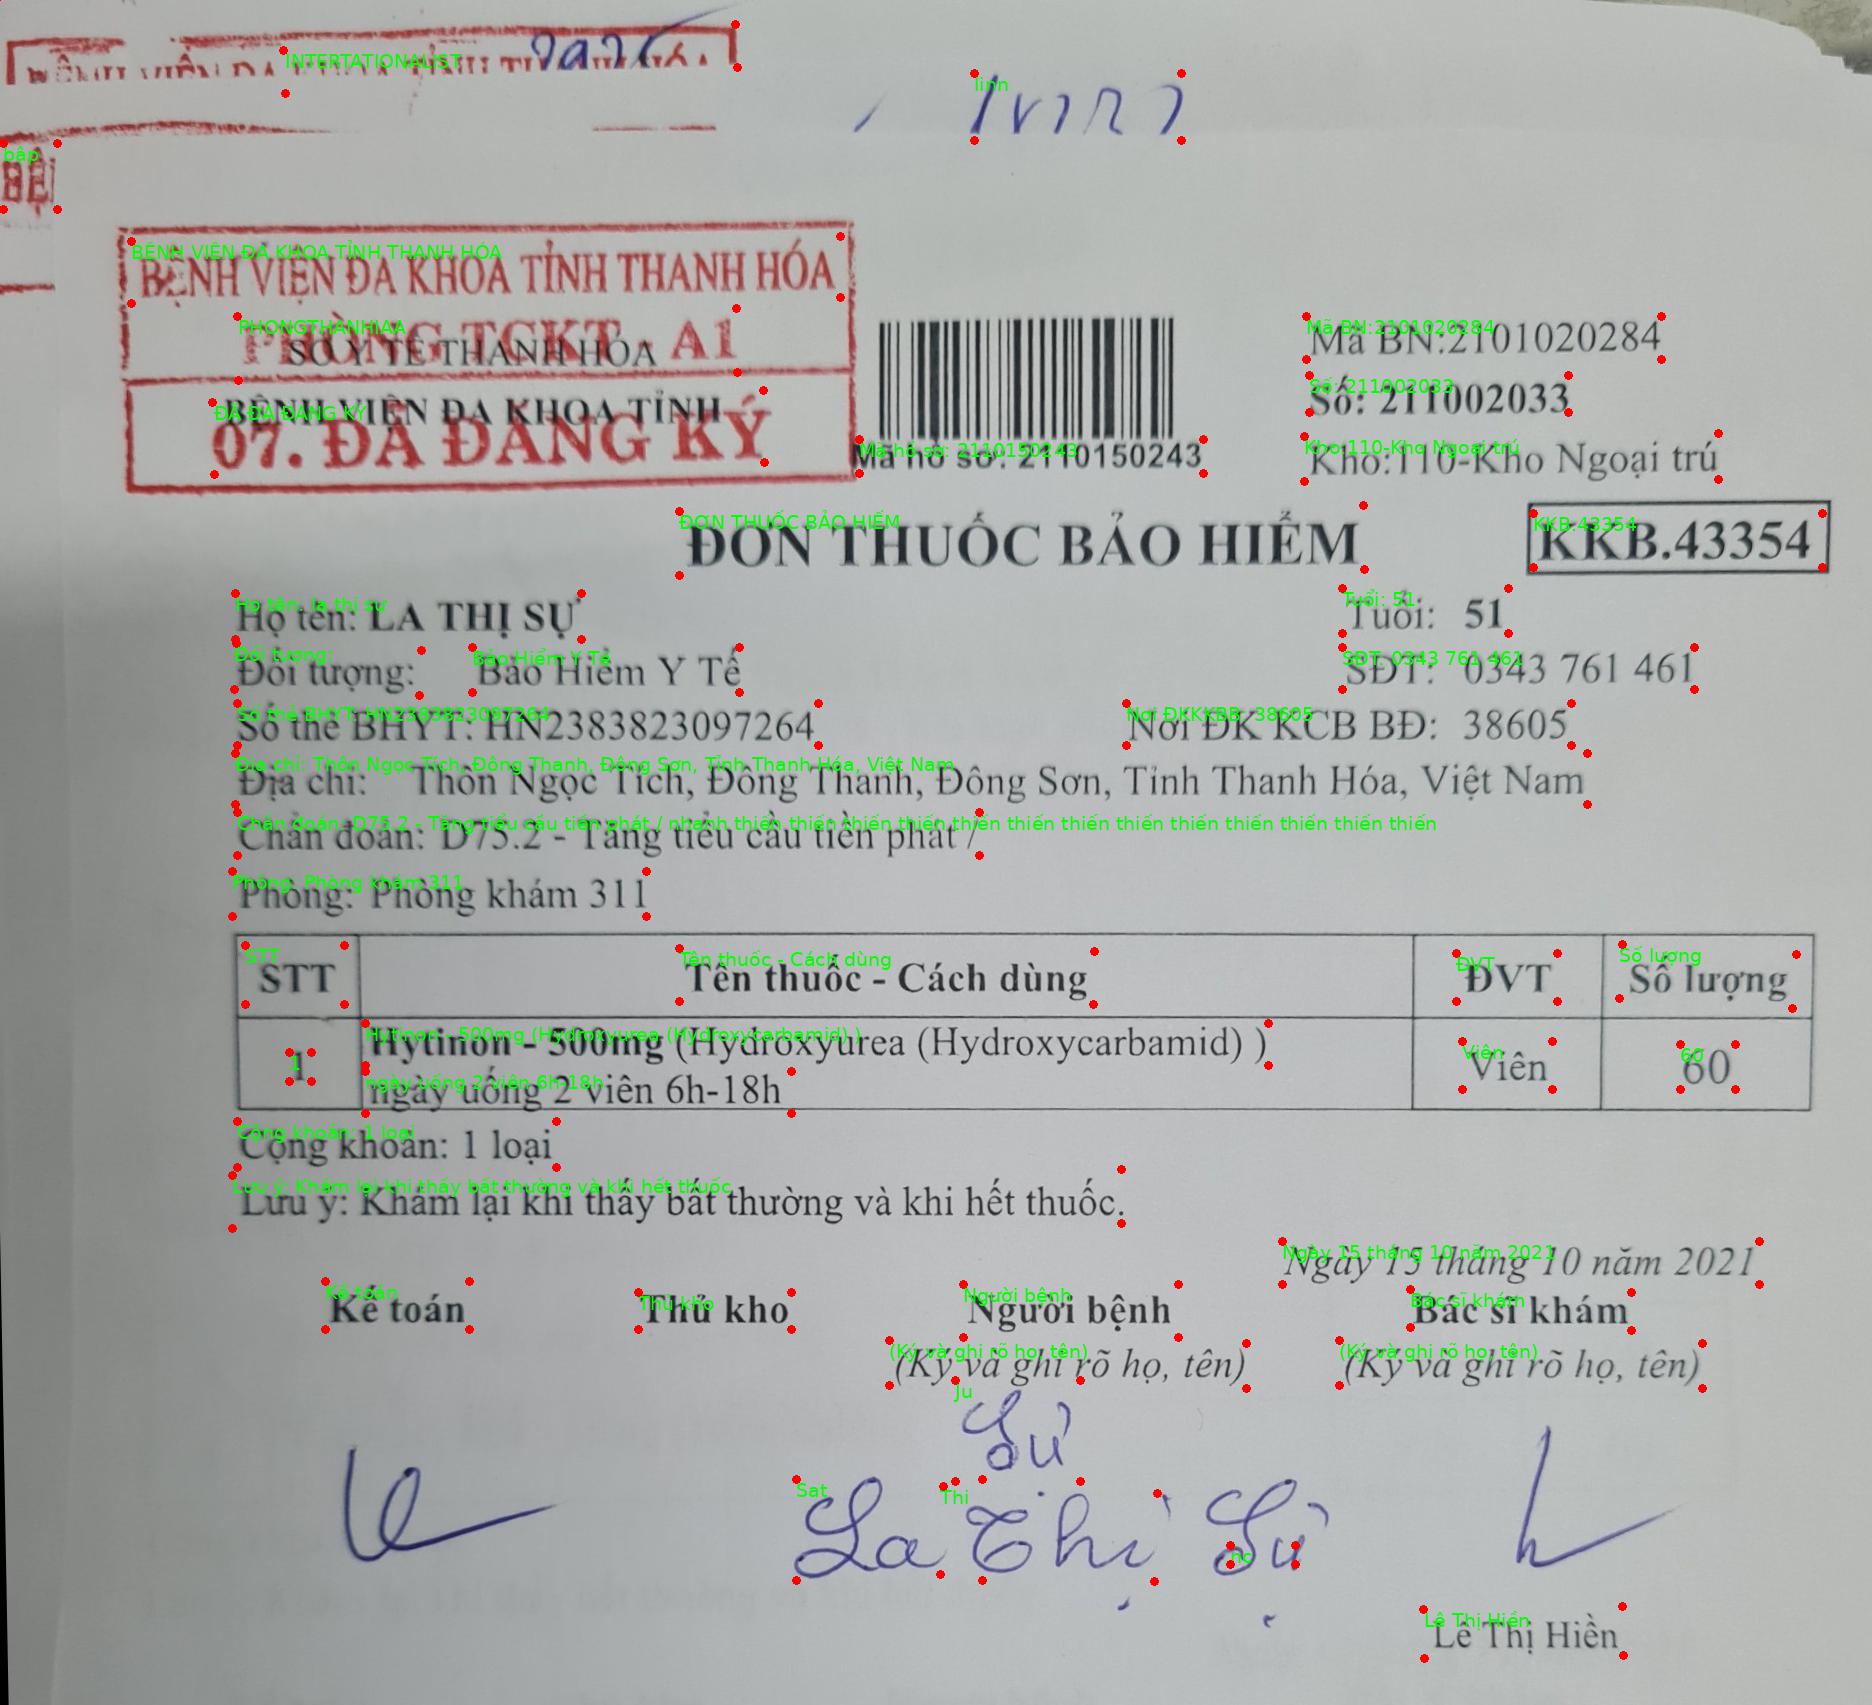 BỆNH VIỆN ĐA KHOA TỈNH THANH HÓA
PHÒNG TCKT . A1
SỞ Y TẾ THANH HÓA
BỆNH VIỆN ĐA KHOA TỈNH
07. ĐÃ ĐĂNG KÝ
Mã hồ sơ: 2110150243
Mã BN:2101020284
Số: 211002033
Kho:110-Kho Ngoại trú
ĐƠN THUỐC BẢO HIỂM
KKB.43354
Họ tên: LA THỊ SỰ
Tuổi: 51
Đối tượng: Bảo Hiểm Y Tế
SĐT: 0343 761 461
Số thẻ BHYT: HN2383823097264
Nơi ĐK KCB BĐ: 38605
Địa chỉ: Thôn Ngọc Tích, Đông Thanh, Đông Sơn, Tỉnh Thanh Hóa, Việt Nam
Chẩn đoán: D75.2 - Tăng tiểu cầu tiên phát /
Phòng: Phòng khám 311
STT Tên thuốc - Cách dùng ĐVT Số lượng
1 Hytinon - 500mg (Hydroxyurea (Hydroxycarbamid) ) Viên 60
ngày uống 2 viên 6h-18h
Cộng khoản: 1 loại
Lưu ý: Khám lại khi thấy bất thường và khi hết thuốc.
Ngày 15 tháng 10 năm 2021
Kế toán Thủ kho Người bệnh Bác sĩ khám
(Ký và ghi rõ họ, tên) (Ký và ghi rõ họ, tên)
Sự
La Thị Sự
Lê Thị Hiền